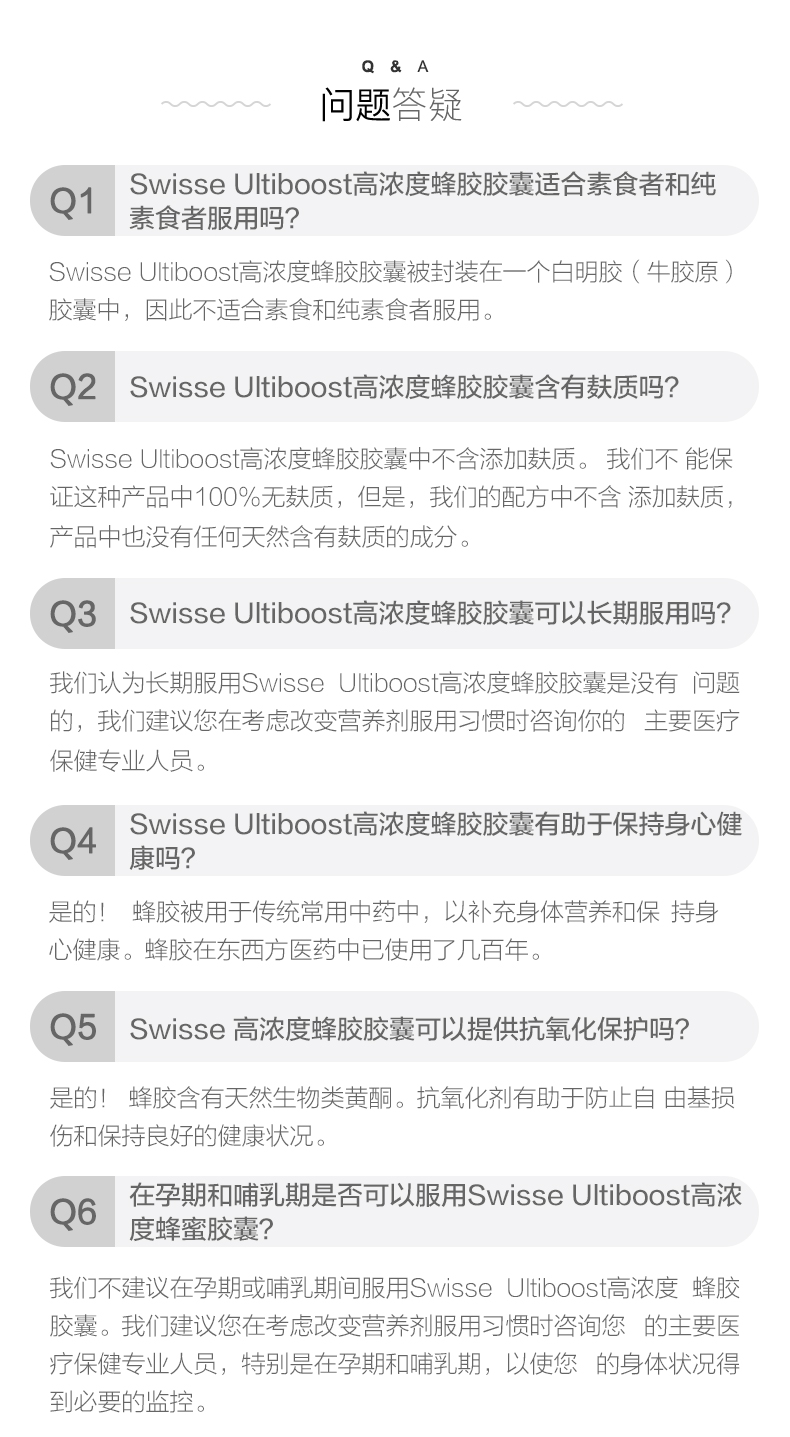 Q & A
问题答疑
Q1
Swisse Ultiboost高浓度蜂胶胶囊适合素食者和纯
素食者服用吗?
Swisse Ultiboost高浓度蜂胶胶囊被封装在一个白明胶（牛胶原）
胶囊中，因此不适合素食和纯素食者服用。
Q2
Swisse Ultiboost高浓度蜂胶胶囊含有麸质吗?
Swisse Ultiboost高浓度蜂胶胶囊中不含添加麸质。 我们不 能保
证这种产品中100%无麸质，但是，我们的配方中不含 添加麸质，
产品中也没有任何天然含有麸质的成分。
Q3
Swisse Ultiboost高浓度蜂胶胶囊可以长期服用吗?
我们认为长期服用Swisse Ultiboost高浓度蜂胶胶囊是没有 问题
的，我们建议您在考虑改变营养剂服用习惯时咨询你的 主要医疗
保健专业人员。
Q4
Swisse Ultiboost高浓度蜂胶胶囊有助于保持身心健
康吗?
是的！ 蜂胶被用于传统常用中药中，以补充身体营养和保 持身
心健康。蜂胶在东西方医药中已使用了几百年。
Q5
Swisse 高浓度蜂胶胶囊可以提供抗氧化保护吗?
是的！ 蜂胶含有天然生物类黄酮。抗氧化剂有助于防止自 由基损
伤和保持良好的健康状况。
Q6
在孕期和哺乳期是否可以服用Swisse Ultiboost高浓
度蜂蜜胶囊?
我们不建议在孕期或哺乳期间服用Swisse Ultiboost高浓度 蜂胶
胶囊。我们建议您在考虑改变营养剂服用习惯时咨询您 的主要医
疗保健专业人员，特别是在孕期和哺乳期，以使您 的身体状况得
到必要的监控。